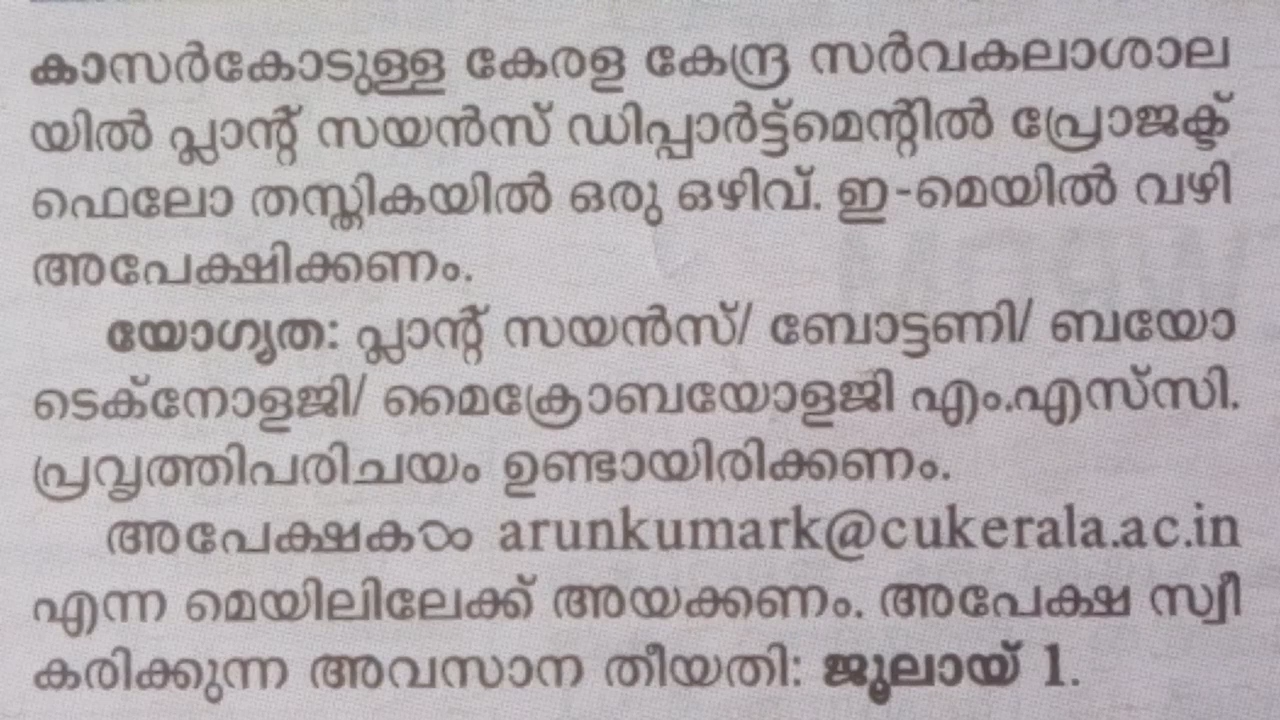 കാസർകോടുള്ള കേരള കേന്ദ്ര സർവകലാശാല
യിൽ പ്ലാന്റ് സയൻസ് ഡിപ്പാർട്ട്മെന്റിൽ പ്രോജക്ട്
ഫെലോ തസ്തികയിൽ ഒരു ഒഴിവ്. ഇ-മെയിൽ വഴി
അപേക്ഷിക്കണം.
യോഗ്യത: പ്ലാന്റ് സയൻസ്/ ബോട്ടണി/ ബയോ
ടെക്നോളജി/ മൈക്രോബയോളജി എം.എസ്‌സി.
പ്രവൃത്തിപരിചയം ഉണ്ടായിരിക്കണം.
അപേക്ഷകൾ arunkumark@cukerala.ac.in
എന്ന മെയിലിലേക്ക് അയക്കണം. അപേക്ഷ സ്വീ
കരിക്കുന്ന അവസാന തീയതി: ജൂലായ് 1.